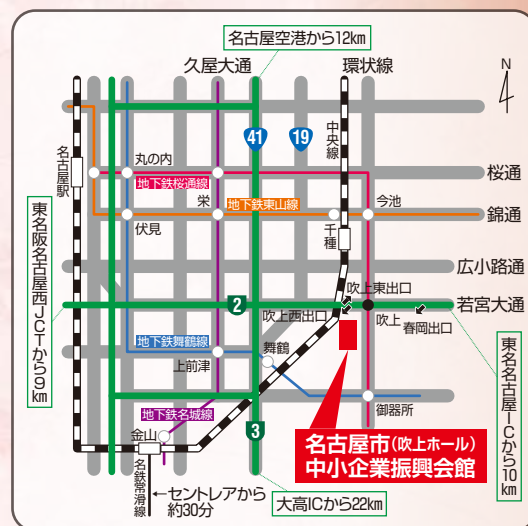 名古屋空港から12km
久屋大通
環状線
N
41
19
中央線
名古屋駅
丸の内
地下鉄桜通線
桜通
栄
地下鉄東山線
今池
錦通
伏見
千種
広小路通
東名阪名古屋西JCTから9km
吹上東出口
2
吹上西出口
吹上
春岡出口
若宮大通
地下鉄舞鶴線
舞鶴
上前津
東名名古屋ICから10km
地下鉄名城線
御器所
金山
3
名古屋市(吹上ホール)
中小企業振興会館
名鉄常滑線
セントレアから
約30分
大高ICから22km